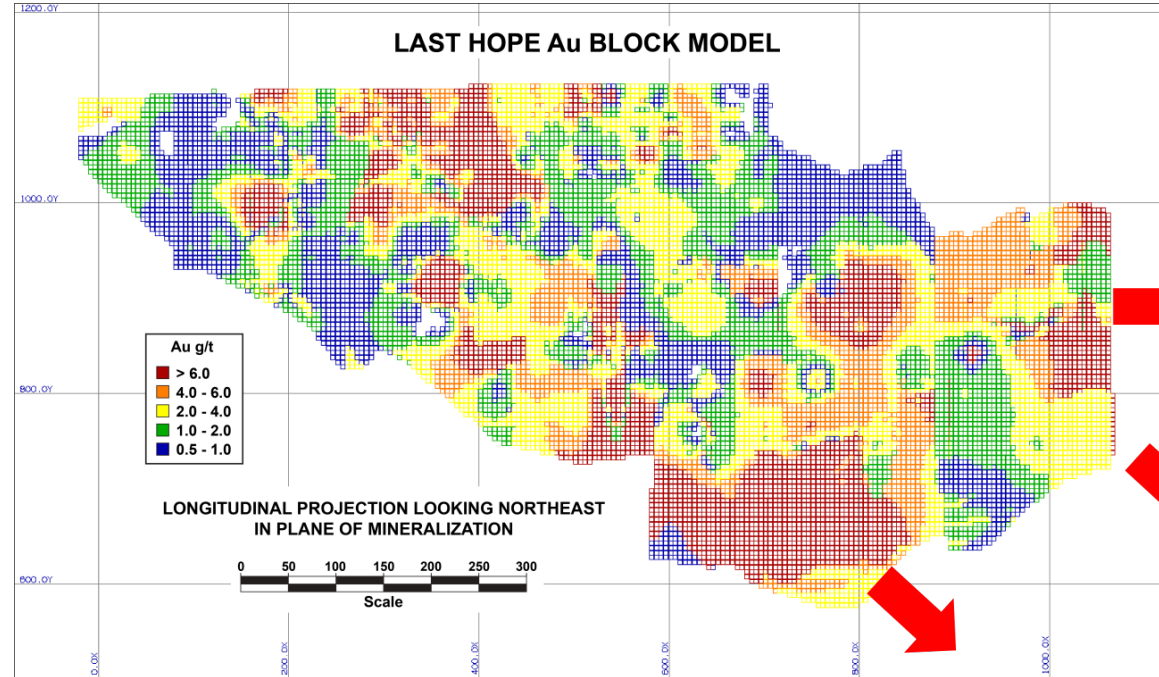 1200.0Y
LAST HOPE Au BLOCK MODEL
1000.0Y
Au g/t
> 6.0
4.0 - 6.0
2.0 - 4.0
1.0 - 2.0
0.5 - 1.0
800.0Y
LONGITUDINAL PROJECTION LOOKING NORTHEAST
IN PLANE OF MINERALIZATION
0 50 100 150 200 250 300
Scale
600.0Y
0.0X 200.0X 400.0X 600.0X 800.0X 1000.0X